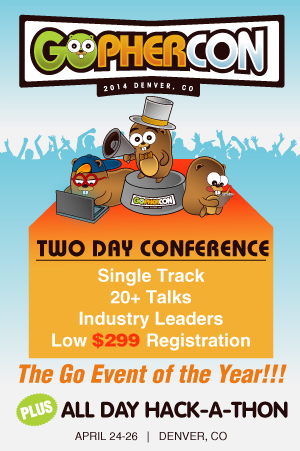 GOPHERCON
2014 DENVER, CO
GOPHERCON
TWO DAY CONFERENCE
Single Track
20+ Talks
Industry Leaders
Low $299 Registration
The Go Event of the Year!!!
PLUS ALL DAY HACK-A-THON
APRIL 24-26 | DENVER, CO